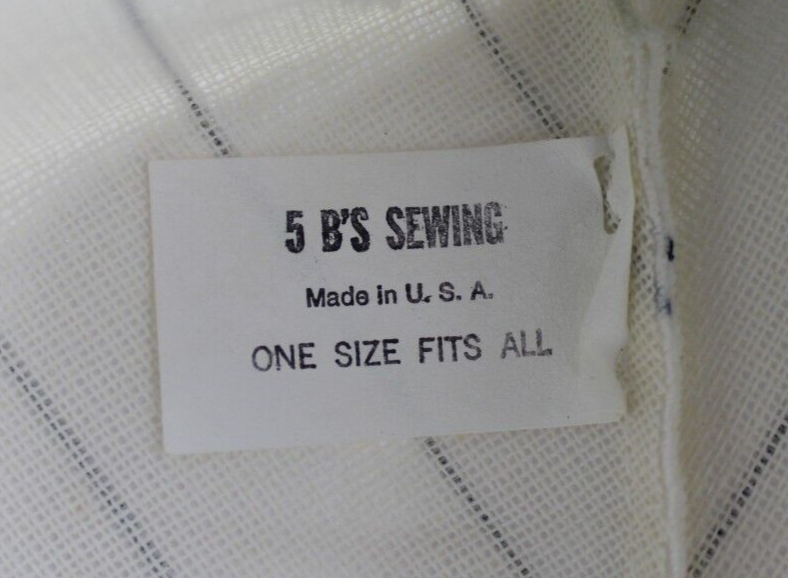 5 B'S SEWING
Made in U. S. A.
ONE SIZE FITS ALL